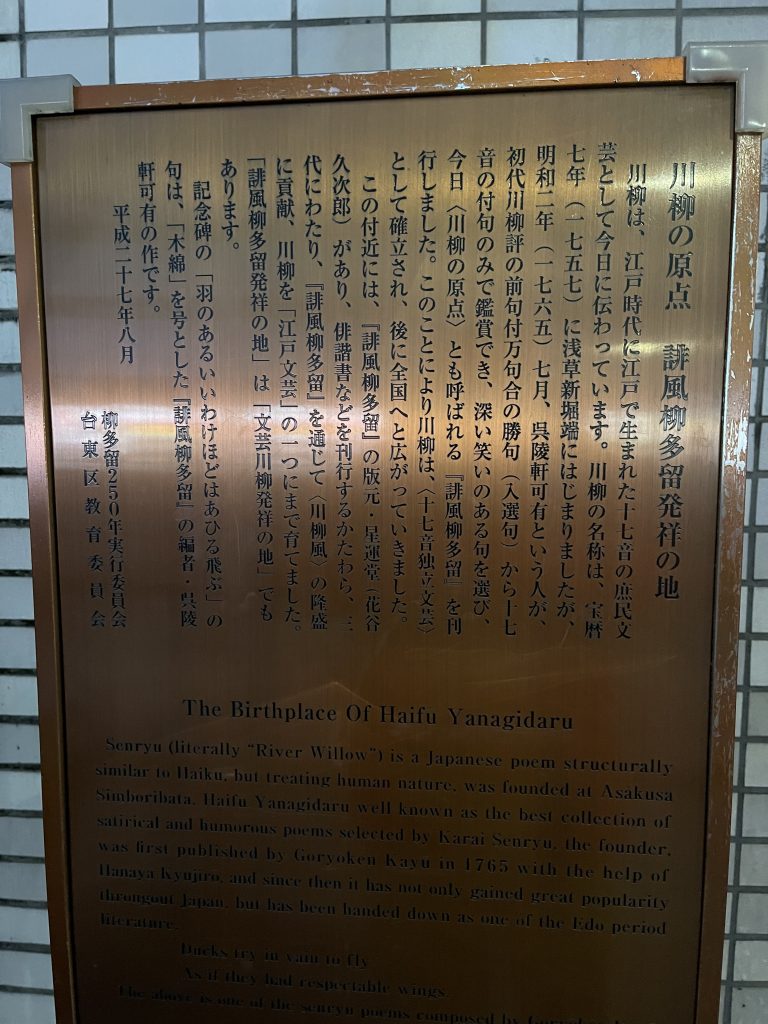 川柳の原点 誹風柳多留発祥の地
川柳は、江戸時代に江戸で生まれた十七音の庶民文
芸として今日に伝わっています。川柳の名称は、宝暦
七年（一七五七）に浅草新堀端にはじまりましたが、
明和二年（一七六五）七月、呉陵軒可有という人が、
初代川柳評の前句付万句合の勝句（入選句）から十七
音の付句のみで鑑賞でき、深い笑いのある句を選び、
今日〈川柳の原点〉とも呼ばれる『誹風柳多留』を刊
行しました。このことにより川柳は、〈十七音独立文芸〉
として確立され、後に全国へと広がっていきました。
この付近には、『誹風柳多留』の版元・星運堂（花谷
久次郎）があり、俳諧書などを刊行するかたわら、三
代にわたり、『誹風柳多留』を通じて〈川柳風〉の隆盛
に貢献、川柳を「江戸文芸」の一つにまで育てました。
「誹風柳多留発祥の地」は「文芸川柳発祥の地」でも
あります。
記念碑の「羽のあるいいわけほどはあひる飛ぶ」の
句は、「木綿」を号とした『誹風柳多留』の編者・呉陵
軒可有の作です。
平成二十七年八月
柳多留250年実行委員会
台東区教育委員会
The Birthplace Of Haifu Yanagidaru
Senryu (literally “River Willow”) is a Japanese poem structurally
similar to Haiku, but treating human nature, was founded at Asakusa
Simboribata. Haifu Yanagidaru well known as the best collection of
satirical and humorous poems selected by Karai Senryu, the founder,
was first published by Goryoken Kayu in 1765 with the help of
Hanaya Kyujiro, and since then it has not only gained great popularity
througout Japan, but has been handed down as one of the Edo period
literature.
Ducks try in vain to fly
As if they had respectable wings
The above is one of the senryu poems composed by